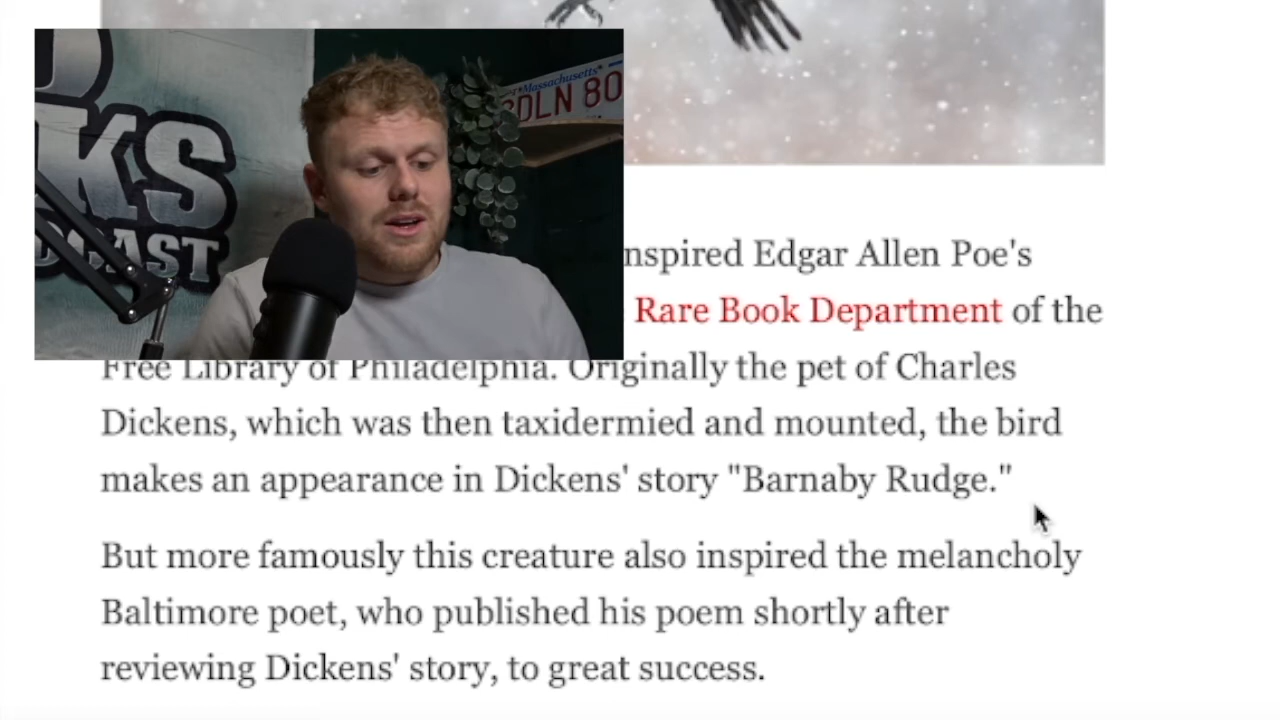 KS
CAST
Massachusetts
DLN 80
nspired Edgar Allen Poe's
Rare Book Department of the
Free Library of Philadelphia. Originally the pet of Charles
Dickens, which was then taxidermied and mounted, the bird
makes an appearance in Dickens' story "Barnaby Rudge."
But more famously this creature also inspired the melancholy
Baltimore poet, who published his poem shortly after
reviewing Dickens' story, to great success.